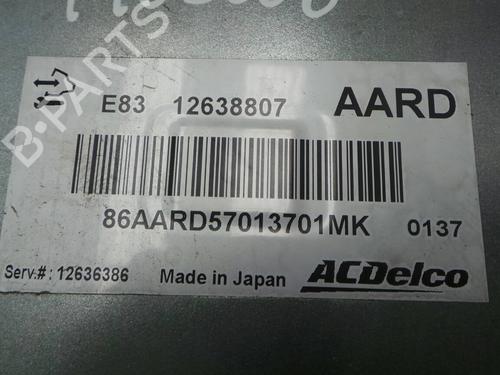 B-PARTS
E83 12638807 AARD
86AARD57013701MK 0137
Serv.#: 12636386 Made in Japan ACDelco